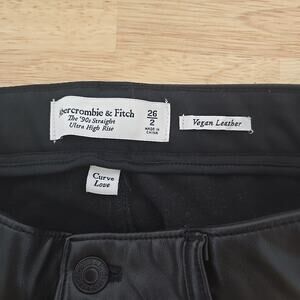 Abercrombie & Fitch
The '90s Straight
Ultra High Rise
26
2
MADE IN
CHINA
Vegan Leather
Curve
Love